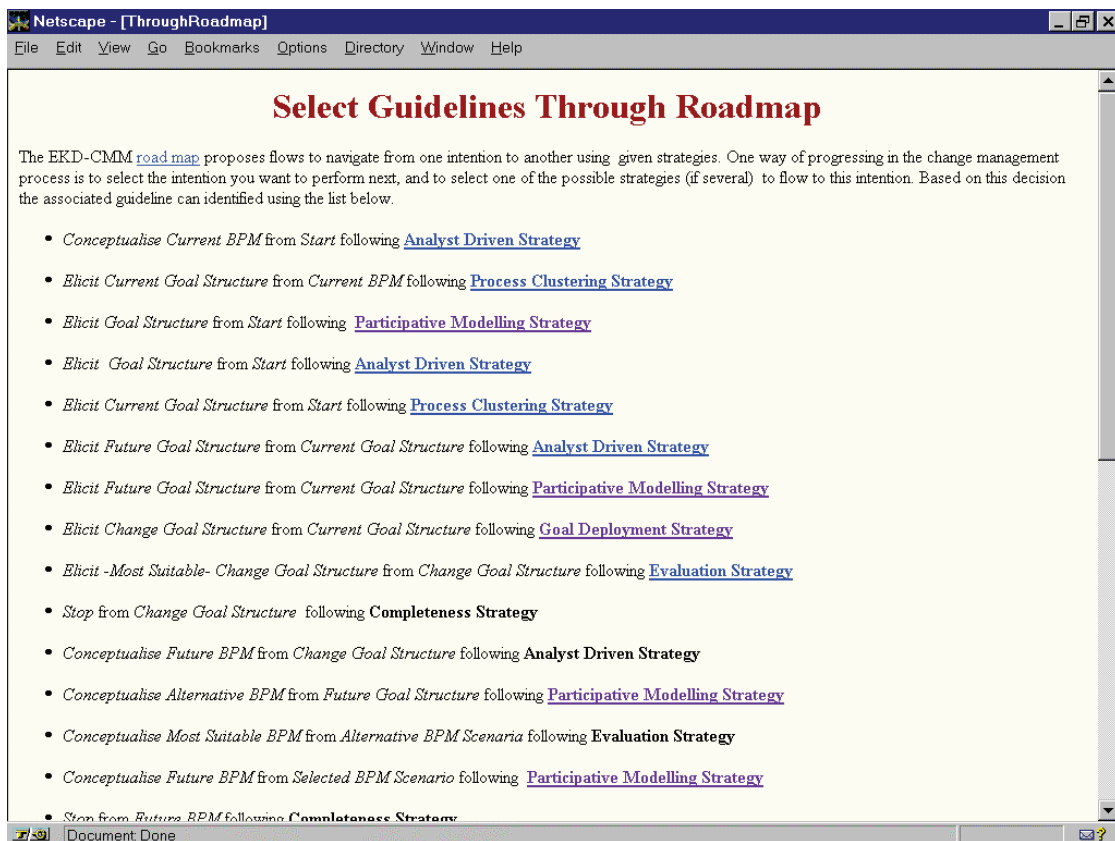 Netscape - [ThroughRoadmap]
File Edit View Go Bookmarks Options Directory Window Help
Select Guidelines Through Roadmap
The EKD-CMM road map proposes flows to navigate from one intention to another using given strategies. One way of progressing in the change management
process is to select the intention you want to perform next, and to select one of the possible strategies (if several) to flow to this intention. Based on this decision
the associated guideline can identified using the list below.
• Conceptualise Current BPM from Start following Analyst Driven Strategy
• Elicit Current Goal Structure from Current BPM following Process Clustering Strategy
• Elicit Goal Structure from Start following Participative Modelling Strategy
• Elicit Goal Structure from Start following Analyst Driven Strategy
• Elicit Current Goal Structure from Start following Process Clustering Strategy
• Elicit Future Goal Structure from Current Goal Structure following Analyst Driven Strategy
• Elicit Future Goal Structure from Current Goal Structure following Participative Modelling Strategy
• Elicit Change Goal Structure from Current Goal Structure following Goal Deployment Strategy
• Elicit -Most Suitable- Change Goal Structure from Change Goal Structure following Evaluation Strategy
• Stop from Change Goal Structure following Completeness Strategy
• Conceptualise Future BPM from Change Goal Structure following Analyst Driven Strategy
• Conceptualise Alternative BPM from Future Goal Structure following Participative Modelling Strategy
• Conceptualise Most Suitable BPM from Alternative BPM Scenaria following Evaluation Strategy
• Conceptualise Future BPM from Selected BPM Scenario following Participative Modelling Strategy
• Stop from Future BPM following Completeness Strategy
Document: Done